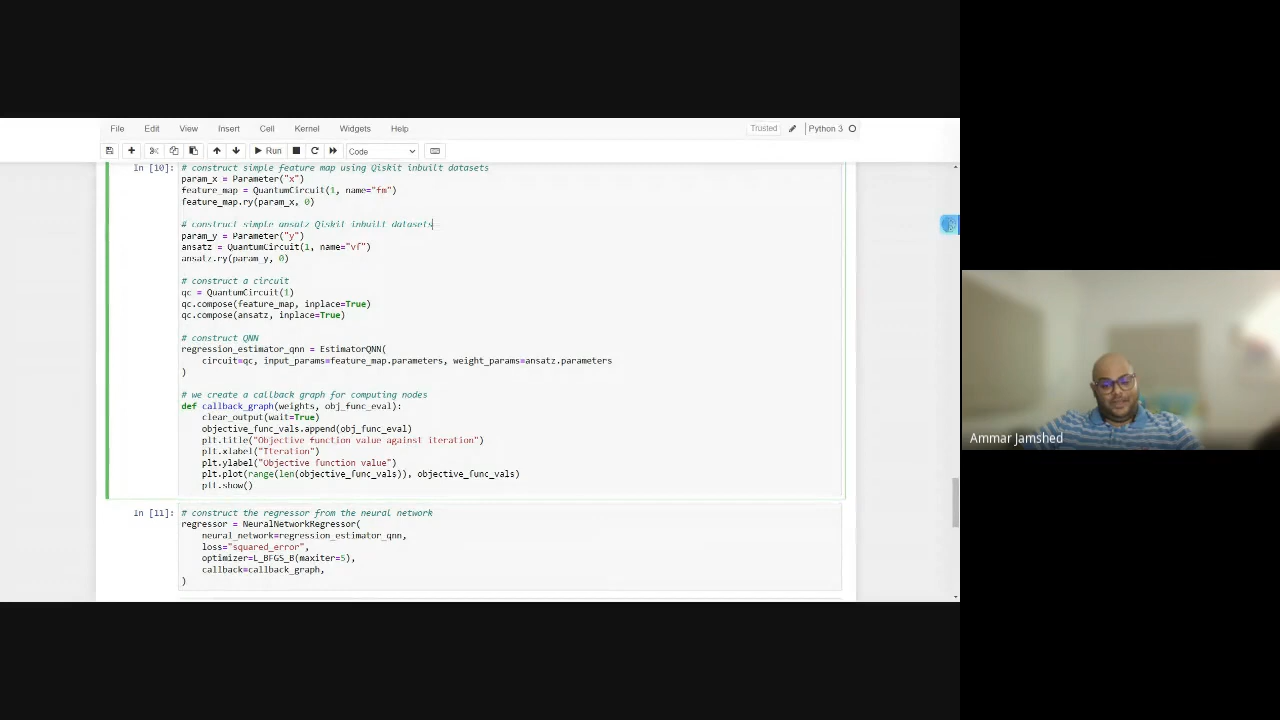 File Edit View Insert Cell Kernel Widgets Help
Trusted Python 3
Run Code
In [10]:
# construct simple feature map using Qiskit inbuilt datasets
param_x = Parameter("x")
feature_map = QuantumCircuit(1, name="fm")
feature_map.ry(param_x, 0)
# construct simple ansatz Qiskit inbuilt datasets
param_y = Parameter("y")
ansatz = QuantumCircuit(1, name="vf")
ansatz.ry(param_y, 0)
# construct a circuit
qc = QuantumCircuit(1)
qc.compose(feature_map, inplace=True)
qc.compose(ansatz, inplace=True)
# construct QNN
regression_estimator_qnn = EstimatorQNN(
circuit=qc, input_params=feature_map.parameters, weight_params=ansatz.parameters
)
# we create a callback graph for computing nodes
def callback_graph(weights, obj_func_eval):
clear_output(wait=True)
objective_func_vals.append(obj_func_eval)
plt.title("Objective function value against iteration")
plt.xlabel("Iteration")
plt.ylabel("Objective function value")
plt.plot(range(len(objective_func_vals)), objective_func_vals)
plt.show()
In [11]:
# construct the regressor from the neural network
regressor = NeuralNetworkRegressor(
neural_network=regression_estimator_qnn,
loss="squared_error",
optimizer=L_BFGS_B(maxiter=5),
callback=callback_graph,
)
Ammar Jamshed